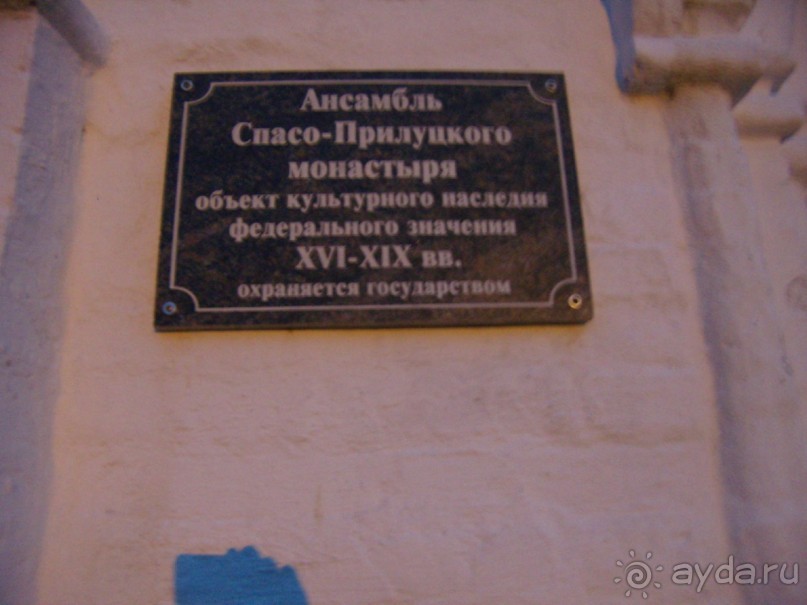 Ансамбль
Спасо-Прилуцкого
монастыря
объект культурного наследия
федерального значения
XVI-XIX вв.
охраняется государством
ayda.ru